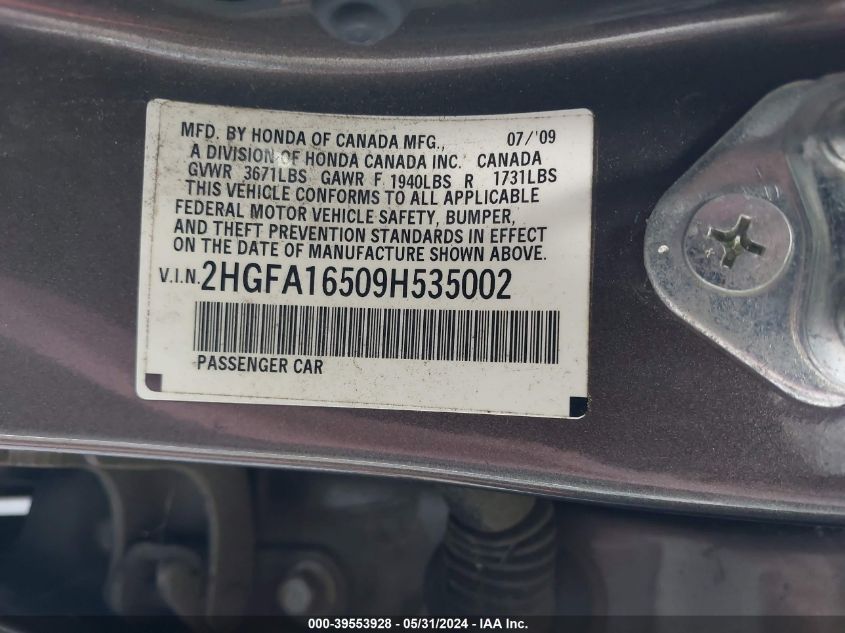 MFD. BY HONDA OF CANADA MFG., 07/'09
A DIVISION OF HONDA CANADA INC. CANADA
GVWR 3671LBS GAWR F 1940LBS R 1731LBS
THIS VEHICLE CONFORMS TO ALL APPLICABLE
FEDERAL MOTOR VEHICLE SAFETY, BUMPER,
AND THEFT PREVENTION STANDARDS IN EFFECT
ON THE DATE OF MANUFACTURE SHOWN ABOVE.
V.I.N. 2HGFA16509H535002
PASSENGER CAR
000-39553928 - 05/31/2024 - IAA Inc.